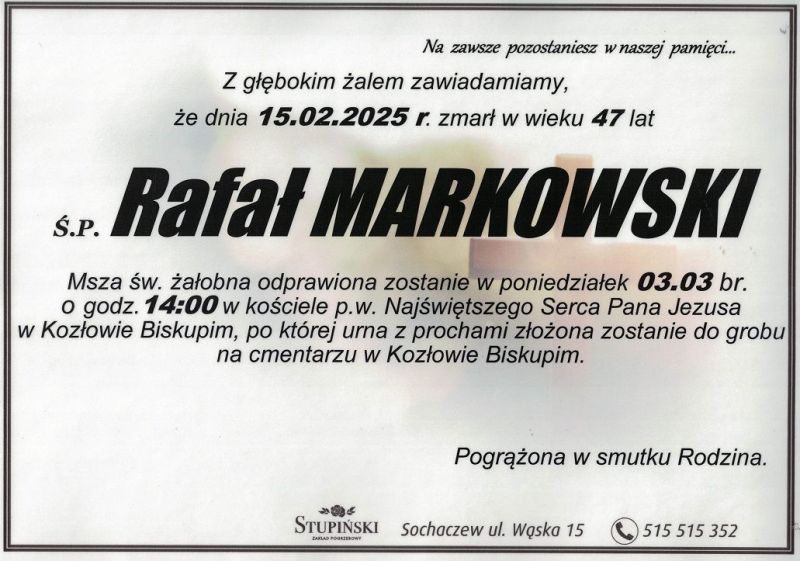 Na zawsze pozostaniesz w naszej pamięci...
Z głębokim żalem zawiadamiamy,
że dnia 15.02.2025 r. zmarł w wieku 47 lat
Ś.P. Rafał MARKOWSKI
Msza św. żałobna odprawiona zostanie w poniedziałek 03.03 br.
o godz. 14:00 w kościele p.w. Najświętszego Serca Pana Jezusa
w Kozłowie Biskupim, po której urna z prochami złożona zostanie do grobu
na cmentarzu w Kozłowie Biskupim.
Pogrążona w smutku Rodzina.
STUPIŃSKI
ZAKŁAD POGRZEBOWY
Sochaczew ul. Wąska 15 515 515 352